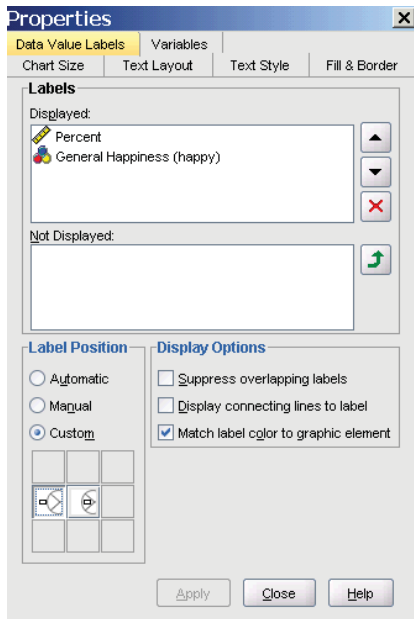 Properties
Data Value Labels Variables
Chart Size Text Layout Text Style Fill & Border
Labels
Displayed:
Percent
General Happiness (happy)
Not Displayed:
Label Position Display Options
Automatic Suppress overlapping labels
Manual Display connecting lines to label
Custom Match label color to graphic element
Apply Close Help